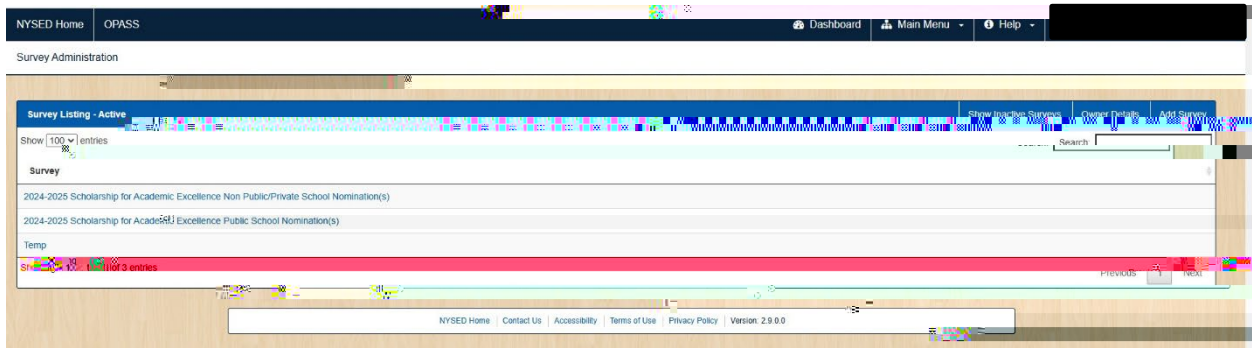 NYSED Home OPASS Dashboard Main Menu Help
Survey Administration
Survey Listing - Active Show Inactive Surveys Owner Details Add Survey
Show 100 entries Search:
Survey
2024-2025 Scholarship for Academic Excellence Non Public/Private School Nomination(s)
2024-2025 Scholarship for Academic Excellence Public School Nomination(s)
Temp
of 3 entries Previous 1 Next
NYSED Home Contact Us Accessibility Terms of Use Privacy Policy Version: 2.9.0.0